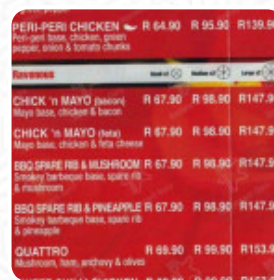 PERI-PERI CHICKEN R 64.90 R 95.90 R139.9
Peri-peri base, chicken, green
pepper, onion & tomato chunks
CHICK 'n MAYO (bacon) R 67.90 R 98.90 R147.9
Mayo base, chicken & bacon
CHICK 'n MAYO (feta) R 67.90 R 98.90 R147.9
Mayo base, chicken & feta cheese
BBQ SPARE RIB & MUSHROOM R 67.90 R 98.90 R147.9
Smokey barbeque base, spare rib
& mushroom
BBQ SPARE RIB & PINEAPPLE R 67.90 R 98.90 R147.9
Smokey barbeque base, spare rib
& pineapple
QUATTRO R 69.90 R 99.90 R153.9
Mushroom, ham, anchovy & olives